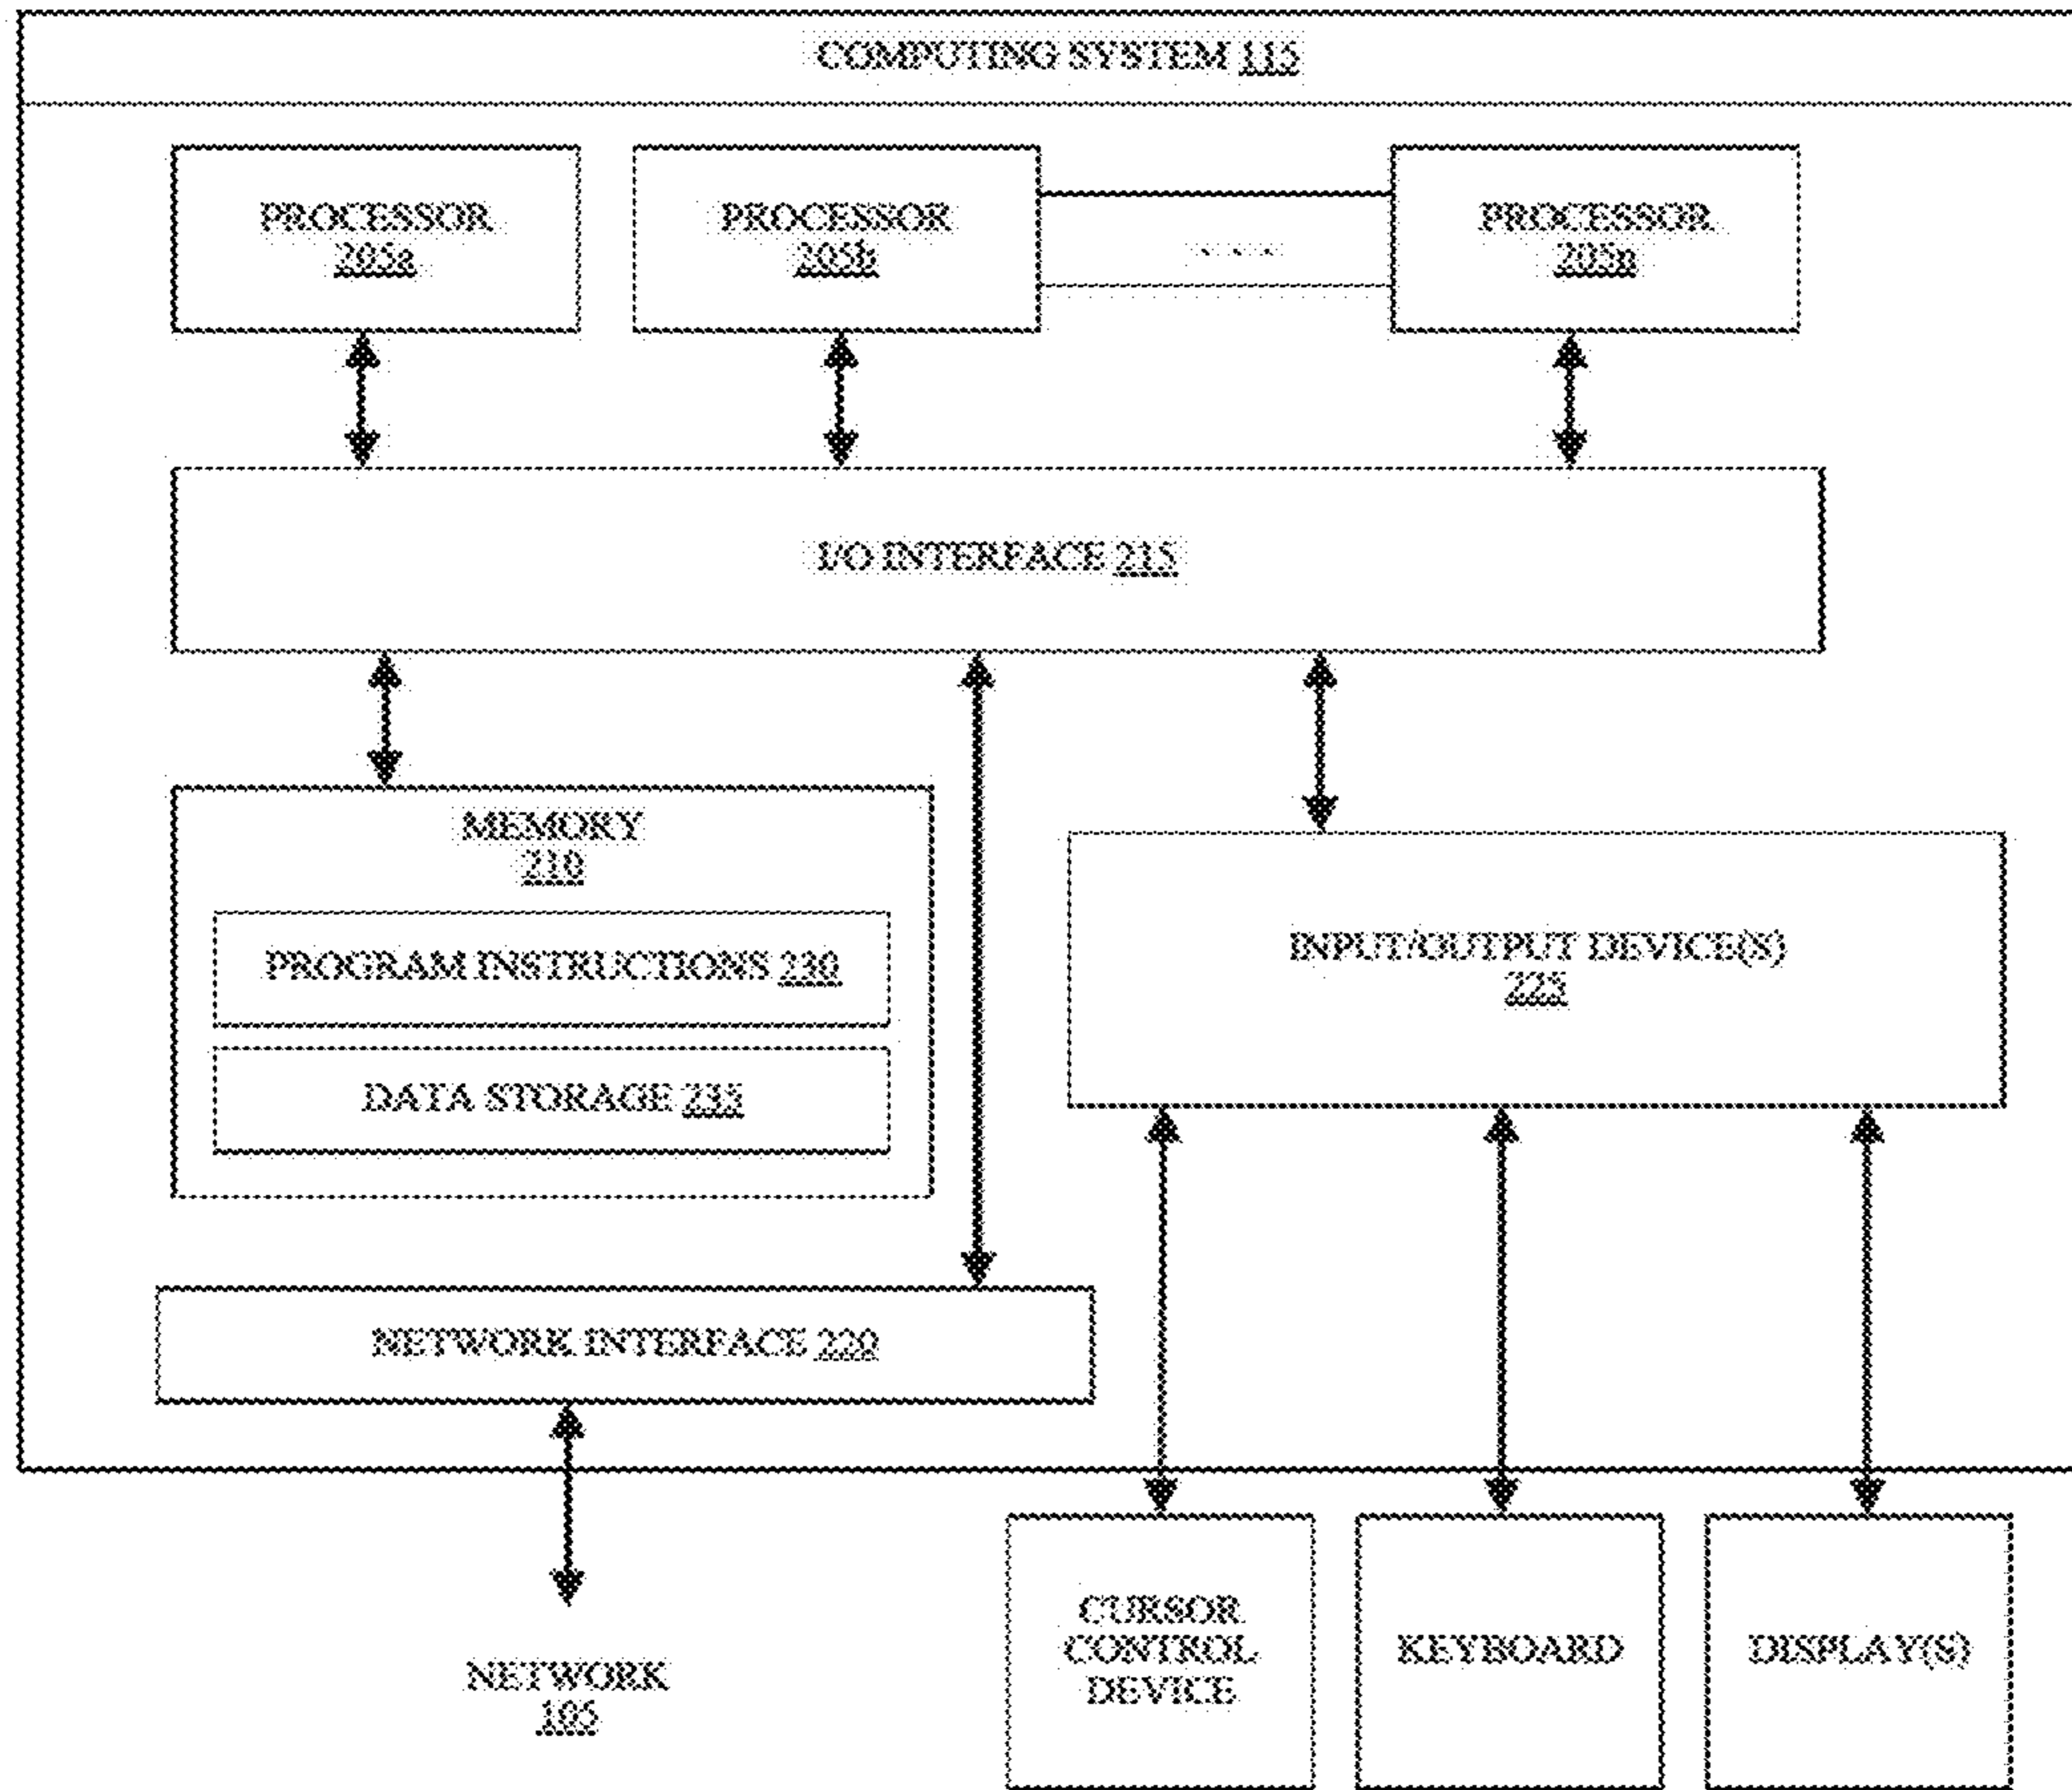 COMPUTING SYSTEM 115
PROCESSOR
205a
PROCESSOR
205b
. . .
PROCESSOR
205n
I/O INTERFACE 215
MEMORY
210
PROGRAM INSTRUCTIONS 230
DATA STORAGE 235
INPUT/OUTPUT DEVICE(S)
225
NETWORK INTERFACE 220
NETWORK
105
CURSOR
CONTROL
DEVICE
KEYBOARD
DISPLAY(S)